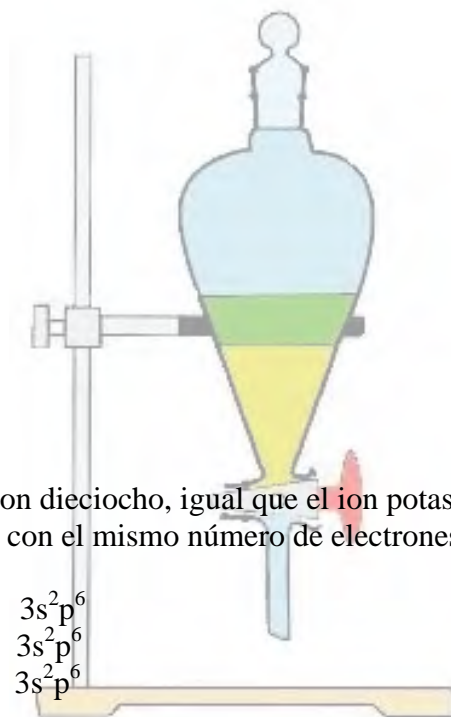 on dieciocho, igual que el ion potas
con el mismo número de electrones
3s²p⁶
3s²p⁶
3s²p⁶